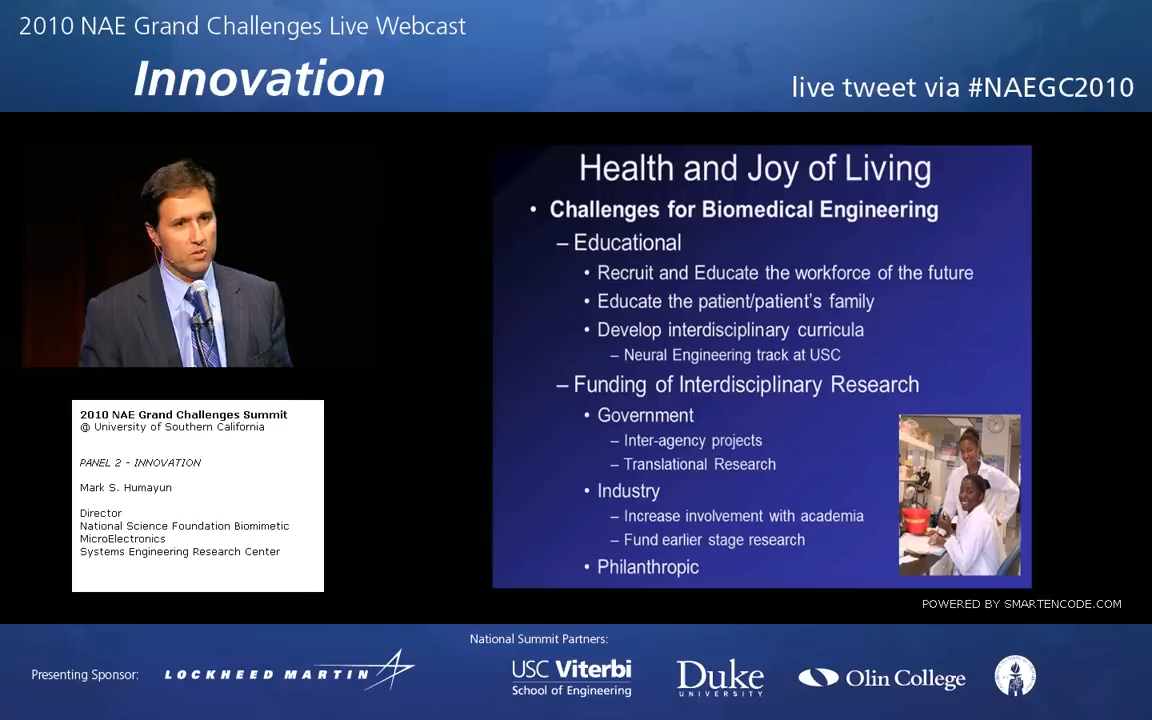 2010 NAE Grand Challenges Live Webcast
Innovation
live tweet via #NAEGC2010
Health and Joy of Living
• Challenges for Biomedical Engineering
– Educational
• Recruit and Educate the workforce of the future
• Educate the patient/patient's family
• Develop interdisciplinary curricula
– Neural Engineering track at USC
– Funding of Interdisciplinary Research
• Government
– Inter-agency projects
– Translational Research
• Industry
– Increase involvement with academia
– Fund earlier stage research
• Philanthropic
2010 NAE Grand Challenges Summit
@ University of Southern California
PANEL 2 - INNOVATION
Mark S. Humayun
Director
National Science Foundation Biomimetic
MicroElectronics
Systems Engineering Research Center
POWERED BY SMARTENCODE.COM
National Summit Partners:
Presenting Sponsor:
LOCKHEED MARTIN
USC Viterbi
School of Engineering
Duke
UNIVERSITY
Olin College